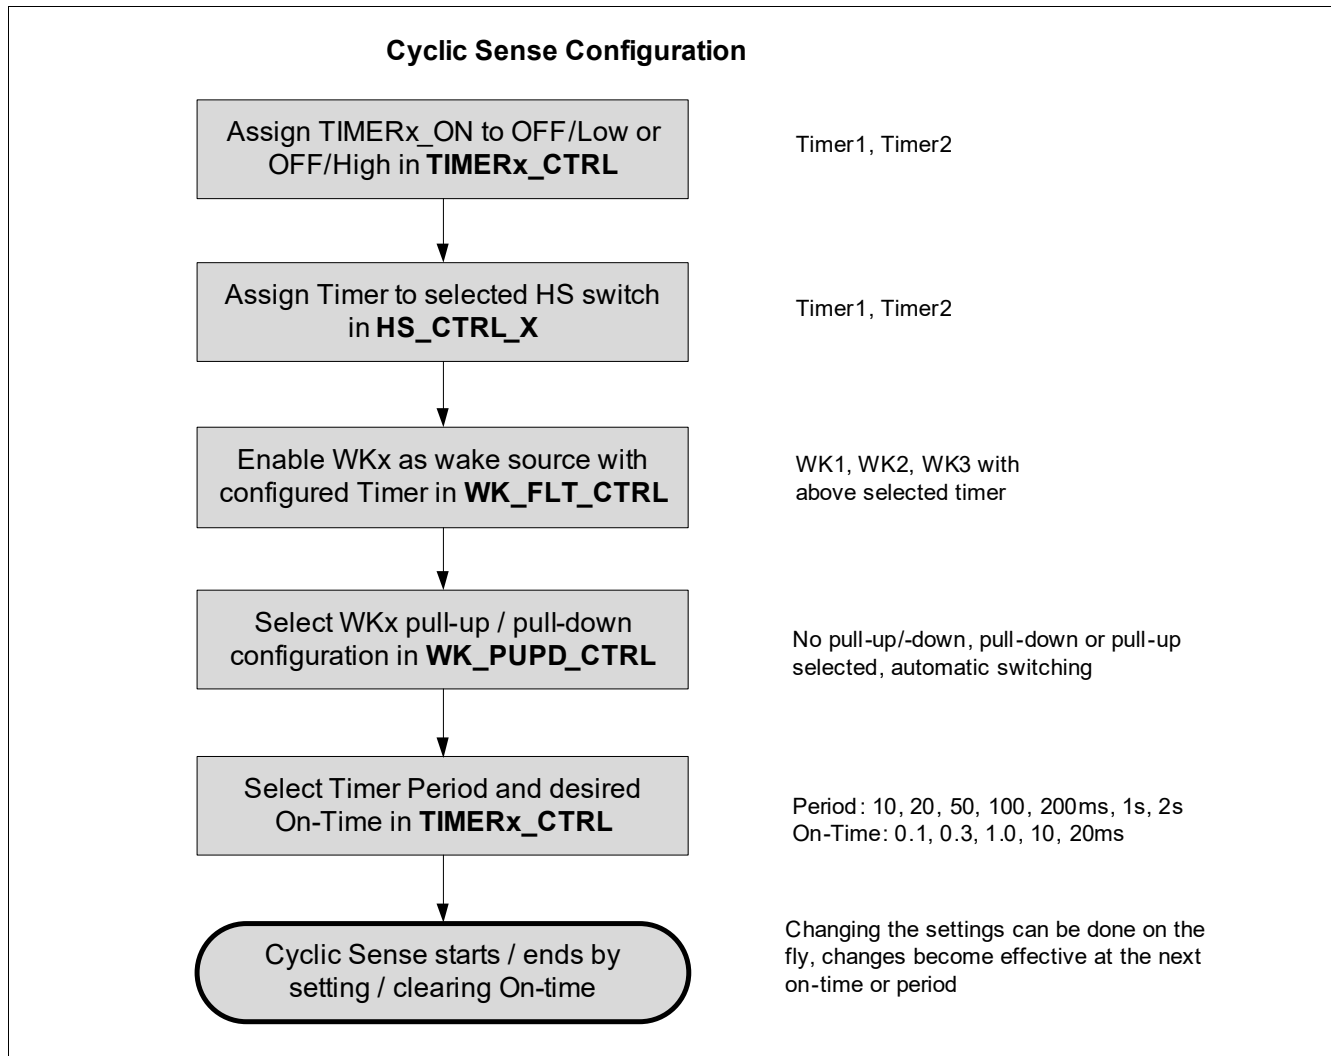 Cyclic Sense Configuration
Assign TIMERx_ON to OFF/Low or
OFF/High in TIMERx_CTRL
Timer1, Timer2
Assign Timer to selected HS switch
in HS_CTRL_X
Timer1, Timer2
Enable WKx as wake source with
configured Timer in WK_FLT_CTRL
WK1, WK2, WK3 with
above selected timer
Select WKx pull-up / pull-down
configuration in WK_PUPD_CTRL
No pull-up/-down, pull-down or pull-up
selected, automatic switching
Select Timer Period and desired
On-Time in TIMERx_CTRL
Period: 10, 20, 50, 100, 200ms, 1s, 2s
On-Time: 0.1, 0.3, 1.0, 10, 20ms
Cyclic Sense starts / ends by
setting / clearing On-time
Changing the settings can be done on the
fly, changes become effective at the next
on-time or period